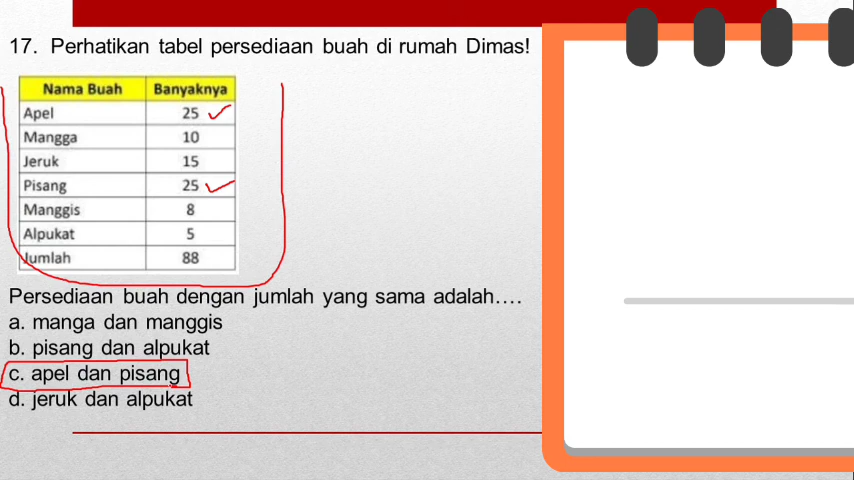 17. Perhatikan tabel persediaan buah di rumah Dimas!
Nama Buah Banyaknya
Apel 25
Mangga 10
Jeruk 15
Pisang 25
Manggis 8
Alpukat 5
Jumlah 88
Persediaan buah dengan jumlah yang sama adalah….
a. manga dan manggis
b. pisang dan alpukat
c. apel dan pisang
d. jeruk dan alpukat